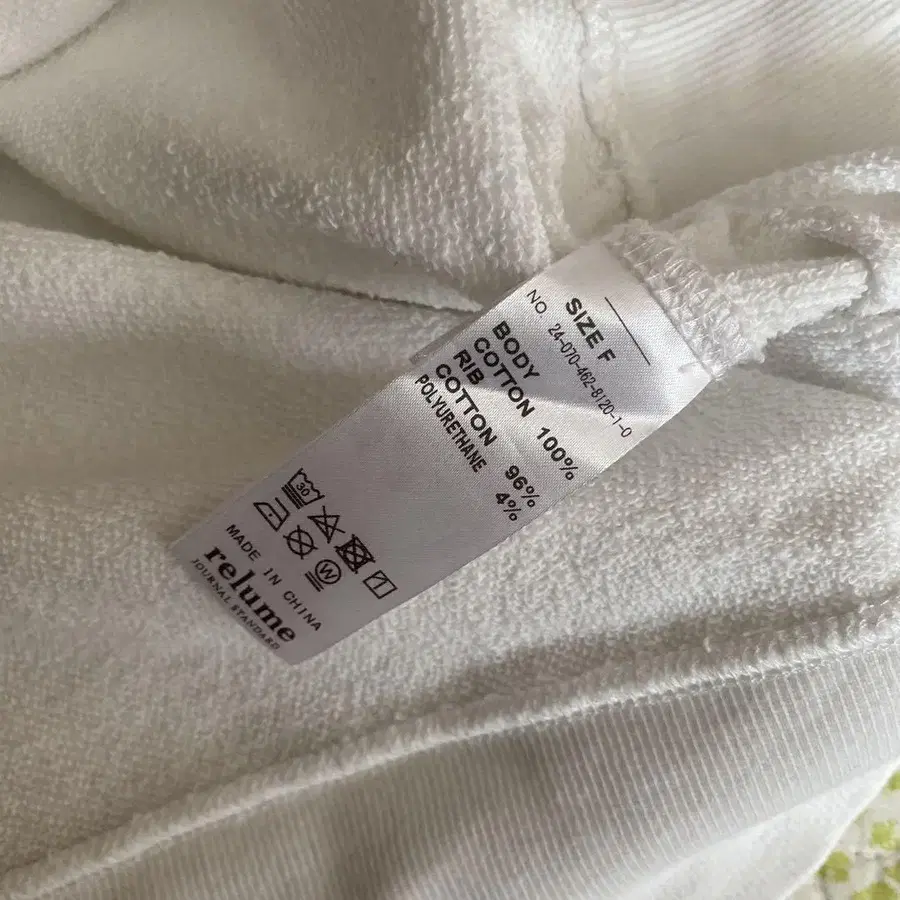 SIZE F
NO 24-070-462-8120-1-0
BODY
COTTON 100%
RIB
COTTON 96%
POLYURETHANE 4%
30
W
MADE IN CHINA
relume
JOURNAL STANDARD